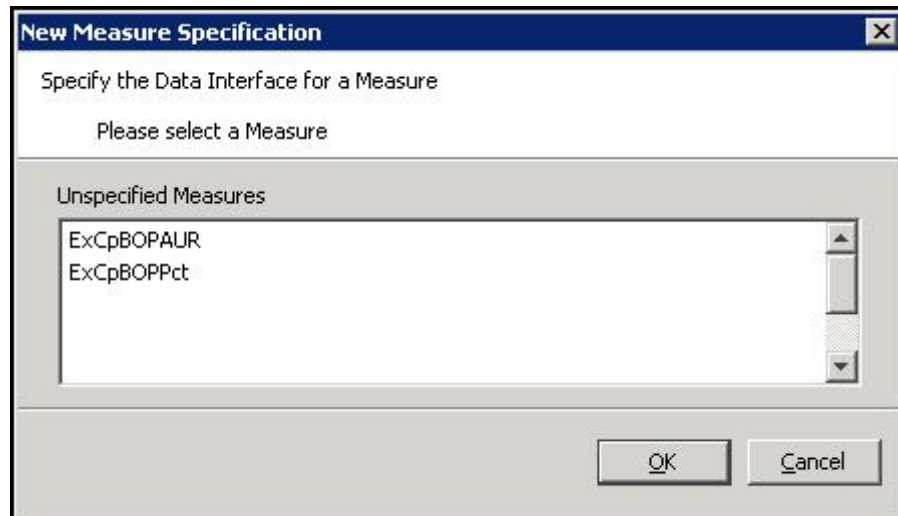 New Measure Specification
Specify the Data Interface for a Measure
Please select a Measure
Unspecified Measures
ExCpBOPAUR
ExCpBOPPct
OK
Cancel